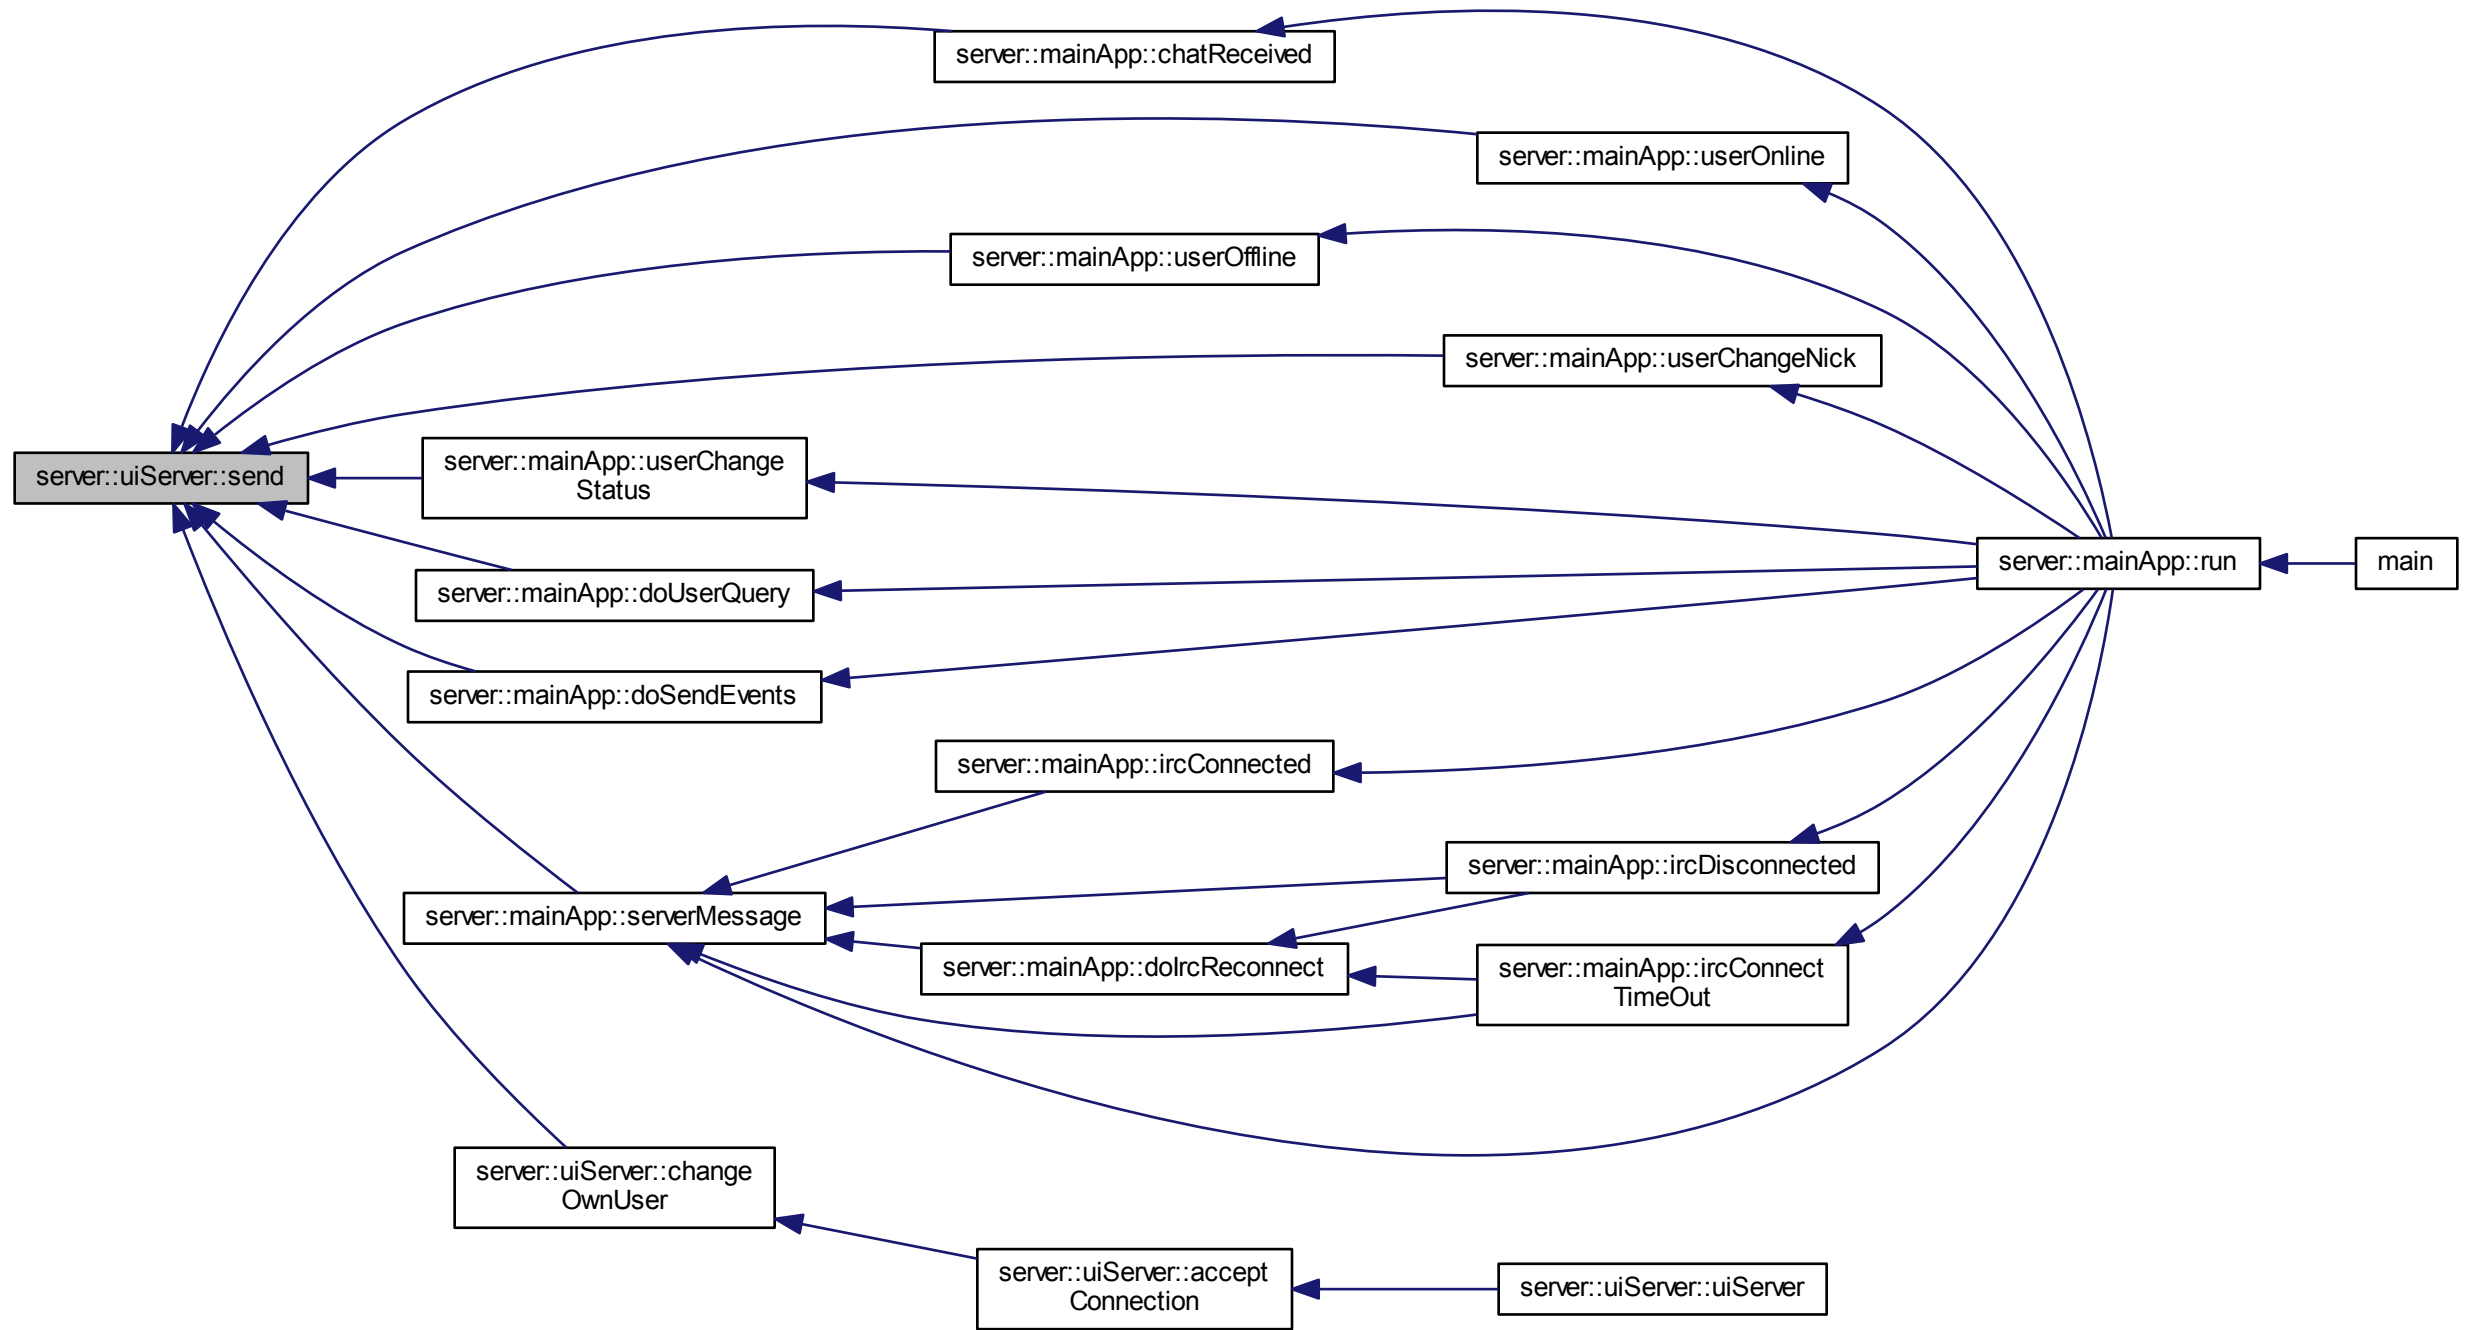 server::mainApp::chatReceived
server::mainApp::userOnline
server::mainApp::userOffline
server::mainApp::userChangeNick
server::mainApp::userChange
Status
server::uiServer::send
server::mainApp::run
main
server::mainApp::doUserQuery
server::mainApp::doSendEvents
server::mainApp::ircConnected
server::mainApp::ircDisconnected
server::mainApp::serverMessage
server::mainApp::doIrcReconnect
server::mainApp::ircConnect
TimeOut
server::uiServer::change
OwnUser
server::uiServer::accept
Connection
server::uiServer::uiServer